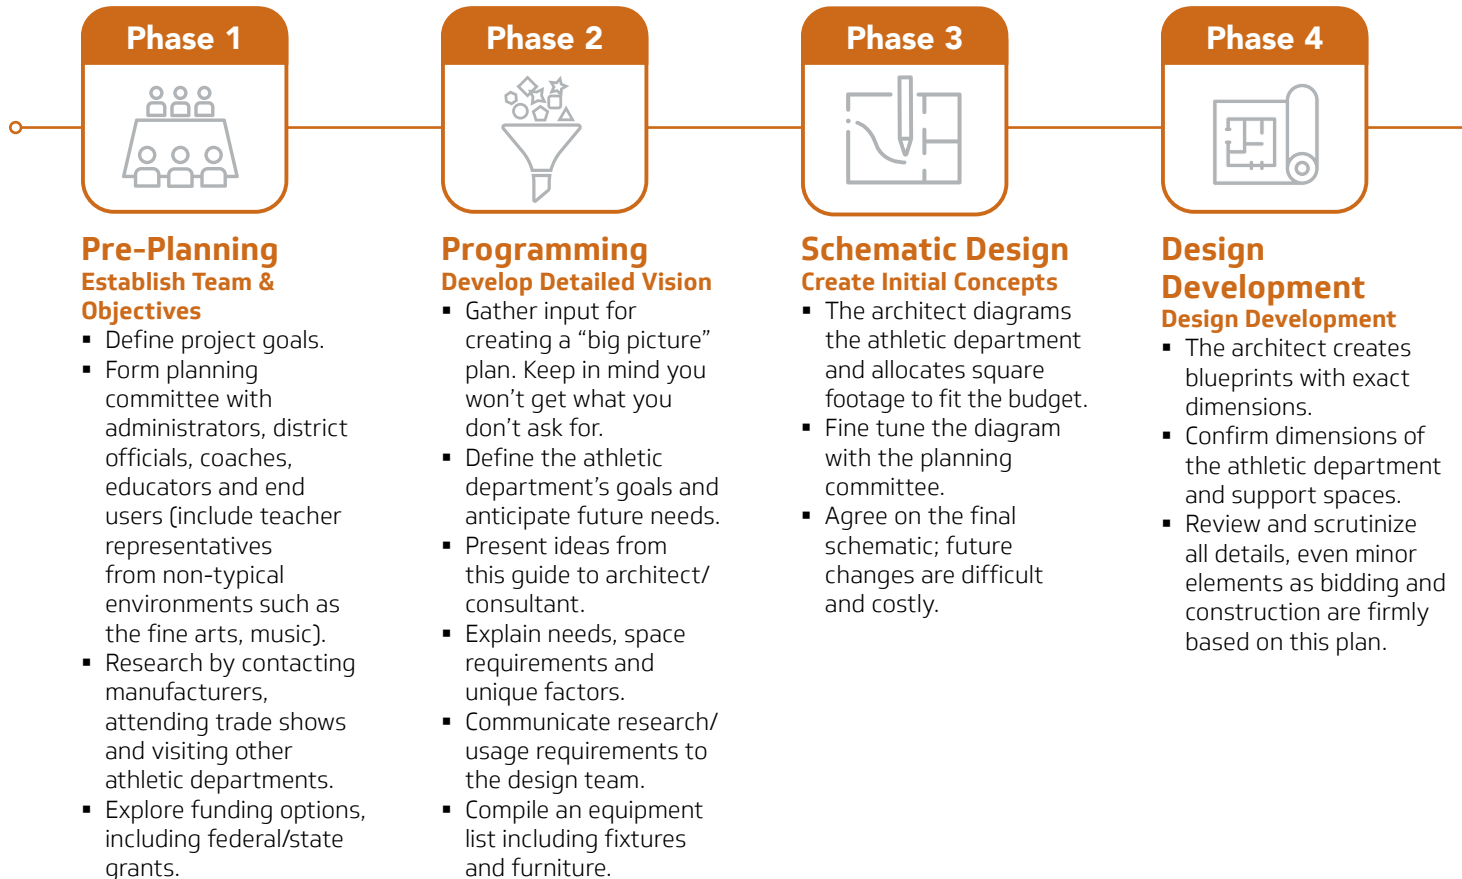 Phase 1
Pre-Planning
Establish Team &
Objectives
▪ Define project goals.
▪ Form planning
committee with
administrators, district
officials, coaches,
educators and end
users (include teacher
representatives
from non-typical
environments such as
the fine arts, music).
▪ Research by contacting
manufacturers,
attending trade shows
and visiting other
athletic departments.
▪ Explore funding options,
including federal/state
grants.
Phase 2
Programming
Develop Detailed Vision
▪ Gather input for
creating a “big picture”
plan. Keep in mind you
won’t get what you
don’t ask for.
▪ Define the athletic
department’s goals and
anticipate future needs.
▪ Present ideas from
this guide to architect/
consultant.
▪ Explain needs, space
requirements and
unique factors.
▪ Communicate research/
usage requirements to
the design team.
▪ Compile an equipment
list including fixtures
and furniture.
Phase 3
Schematic Design
Create Initial Concepts
▪ The architect diagrams
the athletic department
and allocates square
footage to fit the budget.
▪ Fine tune the diagram
with the planning
committee.
▪ Agree on the final
schematic; future
changes are difficult
and costly.
Phase 4
Design
Development
Design Development
▪ The architect creates
blueprints with exact
dimensions.
▪ Confirm dimensions of
the athletic department
and support spaces.
▪ Review and scrutinize
all details, even minor
elements as bidding and
construction are firmly
based on this plan.